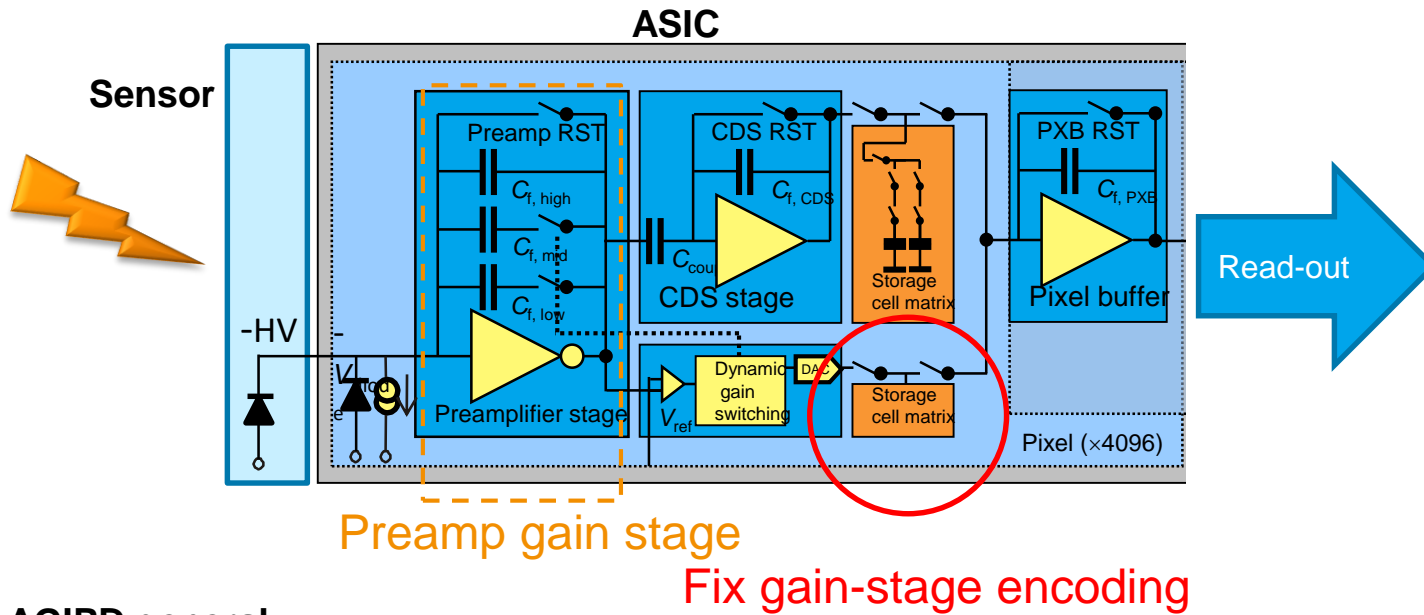 ASIC
Sensor
Preamp RST
CDS RST
PXB RST
C f, high
C f, CDS
C f, PXB
C f, mid
C f, low
C
CDS stage
Storage
cell matrix
Pixel buffer
Read-out
-HV
-
V
e
Preamplifier stage
V ref
Dynamic
gain
switching
DAC
Storage
cell matrix
Pixel (×4096)
Preamp gain stage
Fix gain-stage encoding